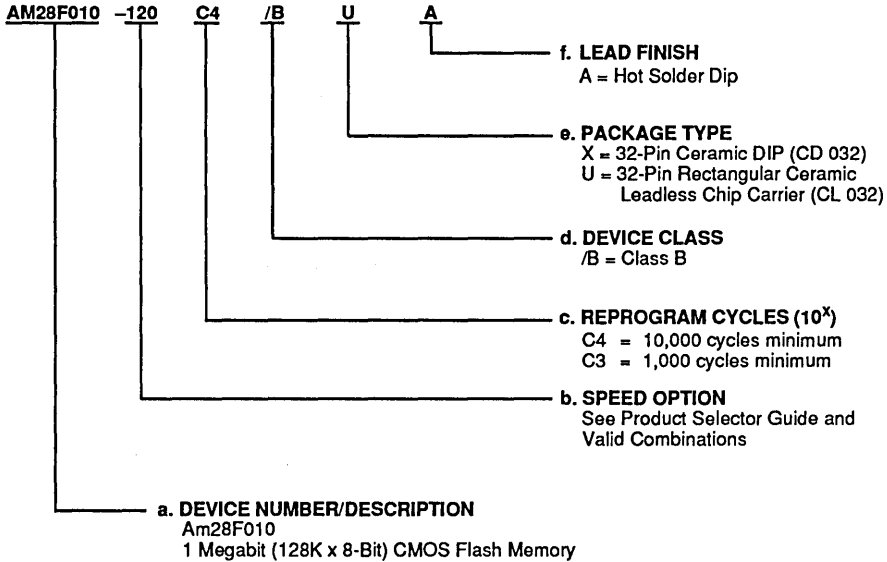 AM28F010 –120 C4 /B U A
f. LEAD FINISH
A = Hot Solder Dip
e. PACKAGE TYPE
X = 32-Pin Ceramic DIP (CD 032)
U = 32-Pin Rectangular Ceramic
Leadless Chip Carrier (CL 032)
d. DEVICE CLASS
/B = Class B
c. REPROGRAM CYCLES (10ˣ)
C4 = 10,000 cycles minimum
C3 = 1,000 cycles minimum
b. SPEED OPTION
See Product Selector Guide and
Valid Combinations
a. DEVICE NUMBER/DESCRIPTION
Am28F010
1 Megabit (128K x 8-Bit) CMOS Flash Memory